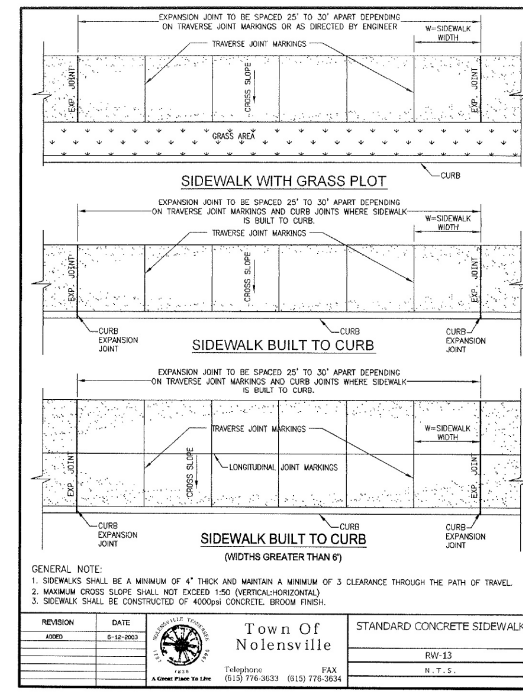 EXPANSION JOINT TO BE SPACED 25' TO 30' APART DEPENDING
ON TRAVERSE JOINT MARKINGS OR AS DIRECTED BY ENGINEER
W=SIDEWALK
WIDTH
TRAVERSE JOINT MARKINGS
EXP. JOINT
CROSS SLOPE
EXP. JOINT
GRASS AREA
CURB
SIDEWALK WITH GRASS PLOT
EXPANSION JOINT TO BE SPACED 25' TO 30' APART DEPENDING
ON TRAVERSE JOINT MARKINGS AND CURB JOINTS WHERE SIDEWALK
IS BUILT TO CURB.
W=SIDEWALK
WIDTH
TRAVERSE JOINT MARKINGS
EXP. JOINT
CROSS SLOPE
EXP. JOINT
CURB
EXPANSION
JOINT
CURB
CURB
EXPANSION
JOINT
SIDEWALK BUILT TO CURB
EXPANSION JOINT TO BE SPACED 25' TO 30' APART DEPENDING
ON TRAVERSE JOINT MARKINGS AND CURB JOINTS WHERE SIDEWALK
IS BUILT TO CURB.
TRAVERSE JOINT MARKINGS
W=SIDEWALK
WIDTH
LONGITUDINAL JOINT MARKINGS
EXP. JOINT
CROSS SLOPE
EXP. JOINT
CURB
EXPANSION
JOINT
CURB
CURB
EXPANSION
JOINT
SIDEWALK BUILT TO CURB
(WIDTHS GREATER THAN 6')
GENERAL NOTE:
1. SIDEWALKS SHALL BE A MINIMUM OF 4" THICK AND MAINTAIN A MINIMUM OF 3 CLEARANCE THROUGH THE PATH OF TRAVEL.
2. MAXIMUM CROSS SLOPE SHALL NOT EXCEED 1:50 (VERTICAL:HORIZONTAL)
3. SIDEWALK SHALL BE CONSTRUCTED OF 4000psi CONCRETE. BROOM FINISH.
REVISION DATE
ADDED 6-12-2003
NOLENSVILLE TENNESSEE
1838
A Great Place To Live
Town Of
Nolensville
Telephone FAX
(615) 776-3633 (615) 776-3634
STANDARD CONCRETE SIDEWALK
RW-13
N.T.S.